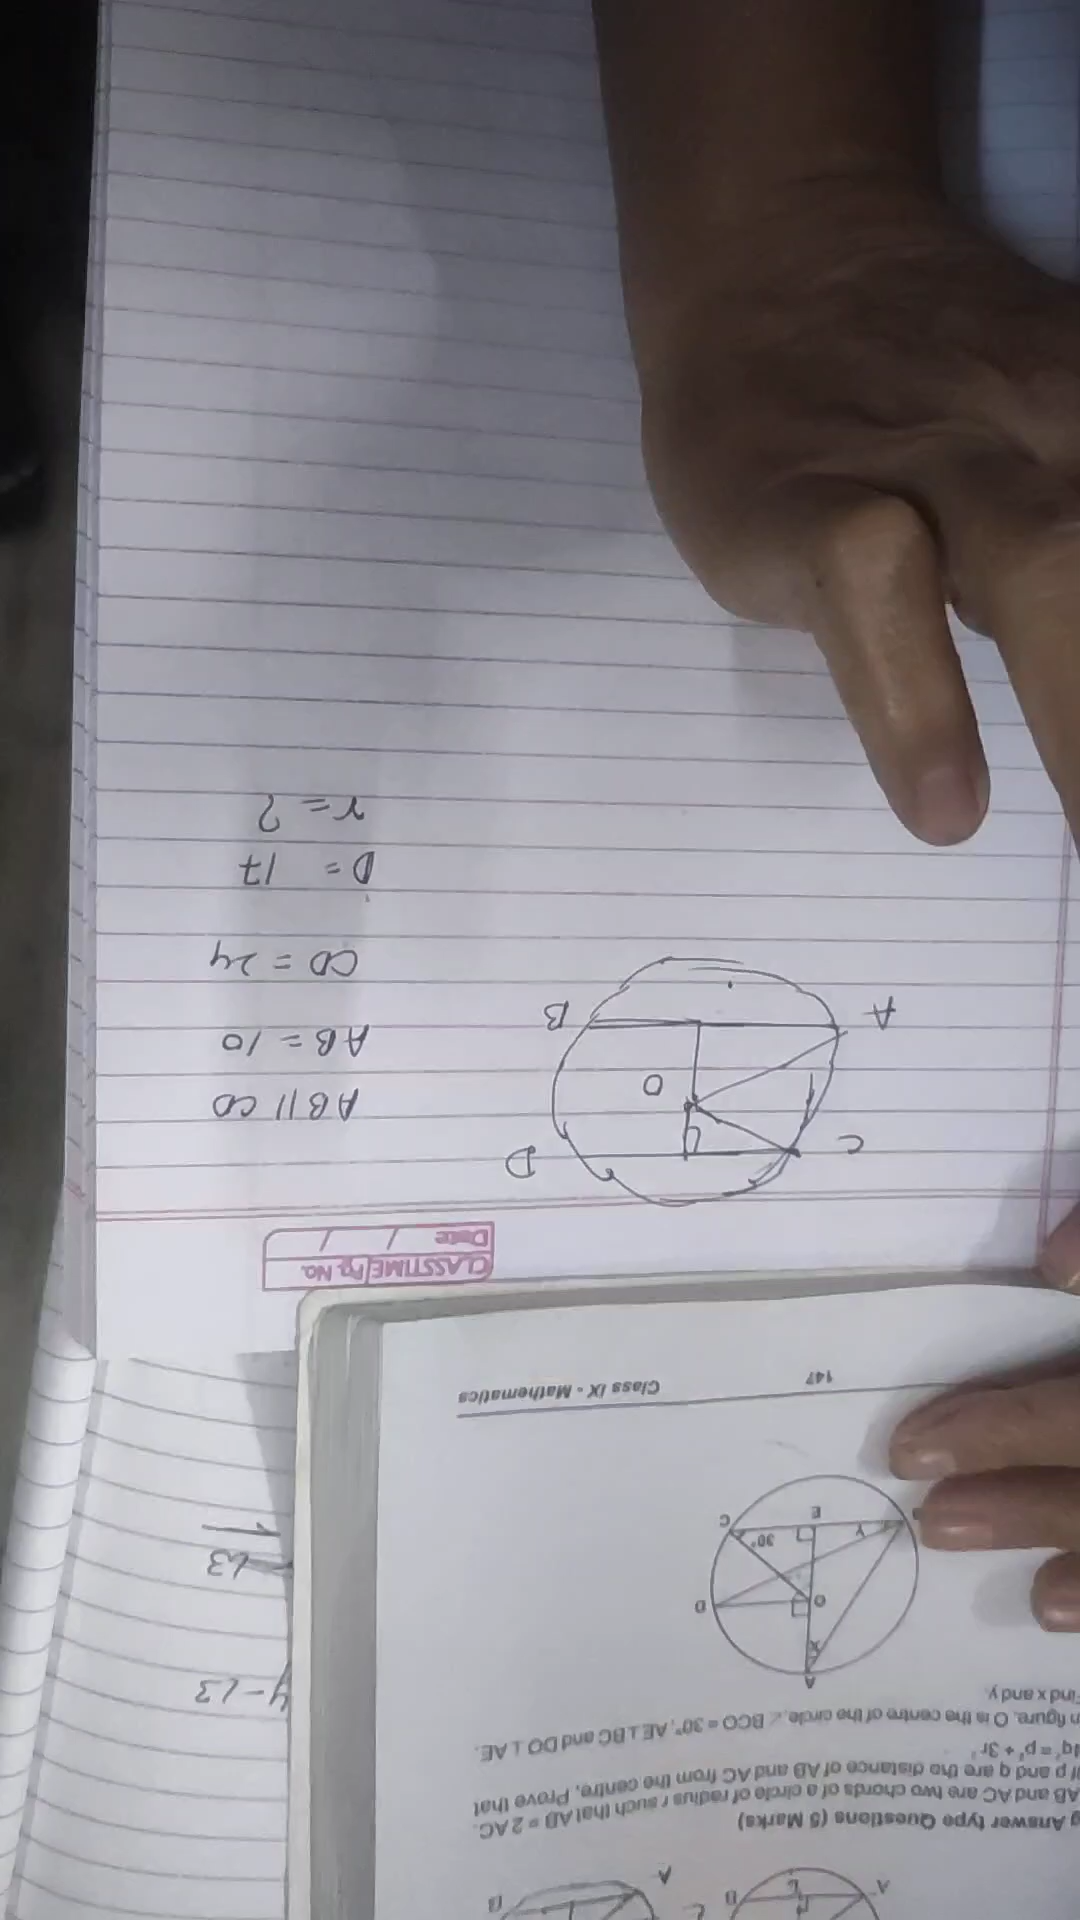 g Answer type Questions (5 Marks)
AB and AC are two chords of a circle of radius r such that AB = 2 AC.
If p and q are the distance of AB and AC from the centre, Prove that
4q² = p² + 3r²
n figure, O is the centre of the circle, ∠BCO = 30°, AE ⊥ BC and DO ⊥ AE.
Find x and y.
A
B
L
A
B
A
X
O
D
30°
Y
C
E
147
Class IX - Mathematics
y-23
-23
CLASSTIME Pg. No.
Date / /
C
D
O
A
B
AB || CD
AB = 10
CD = 24
D = 17
r = ?